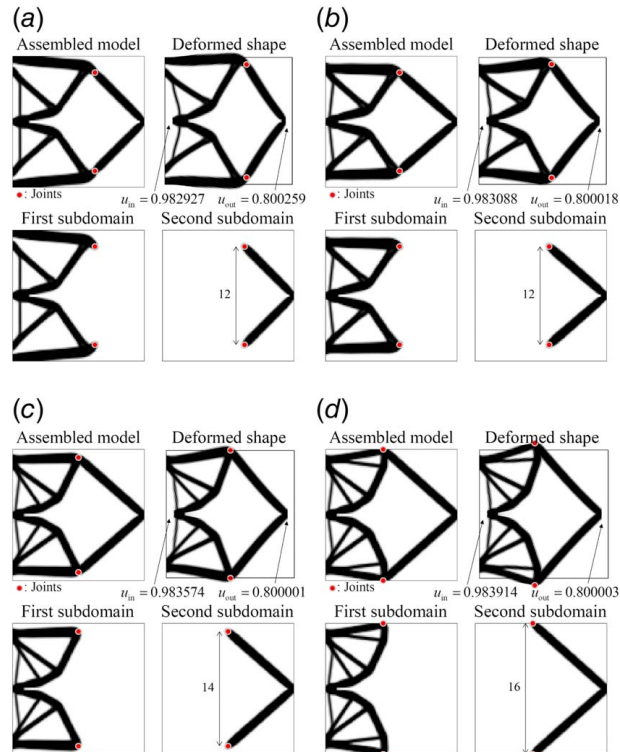 (a)
Assembled model Deformed shape
: Joints
u_in = 0.982927 u_out = 0.800259
First subdomain Second subdomain
12
(b)
Assembled model Deformed shape
: Joints
u_in = 0.983088 u_out = 0.800018
First subdomain Second subdomain
12
(c)
Assembled model Deformed shape
: Joints
u_in = 0.983574 u_out = 0.800001
First subdomain Second subdomain
14
(d)
Assembled model Deformed shape
: Joints
u_in = 0.983914 u_out = 0.800003
First subdomain Second subdomain
16